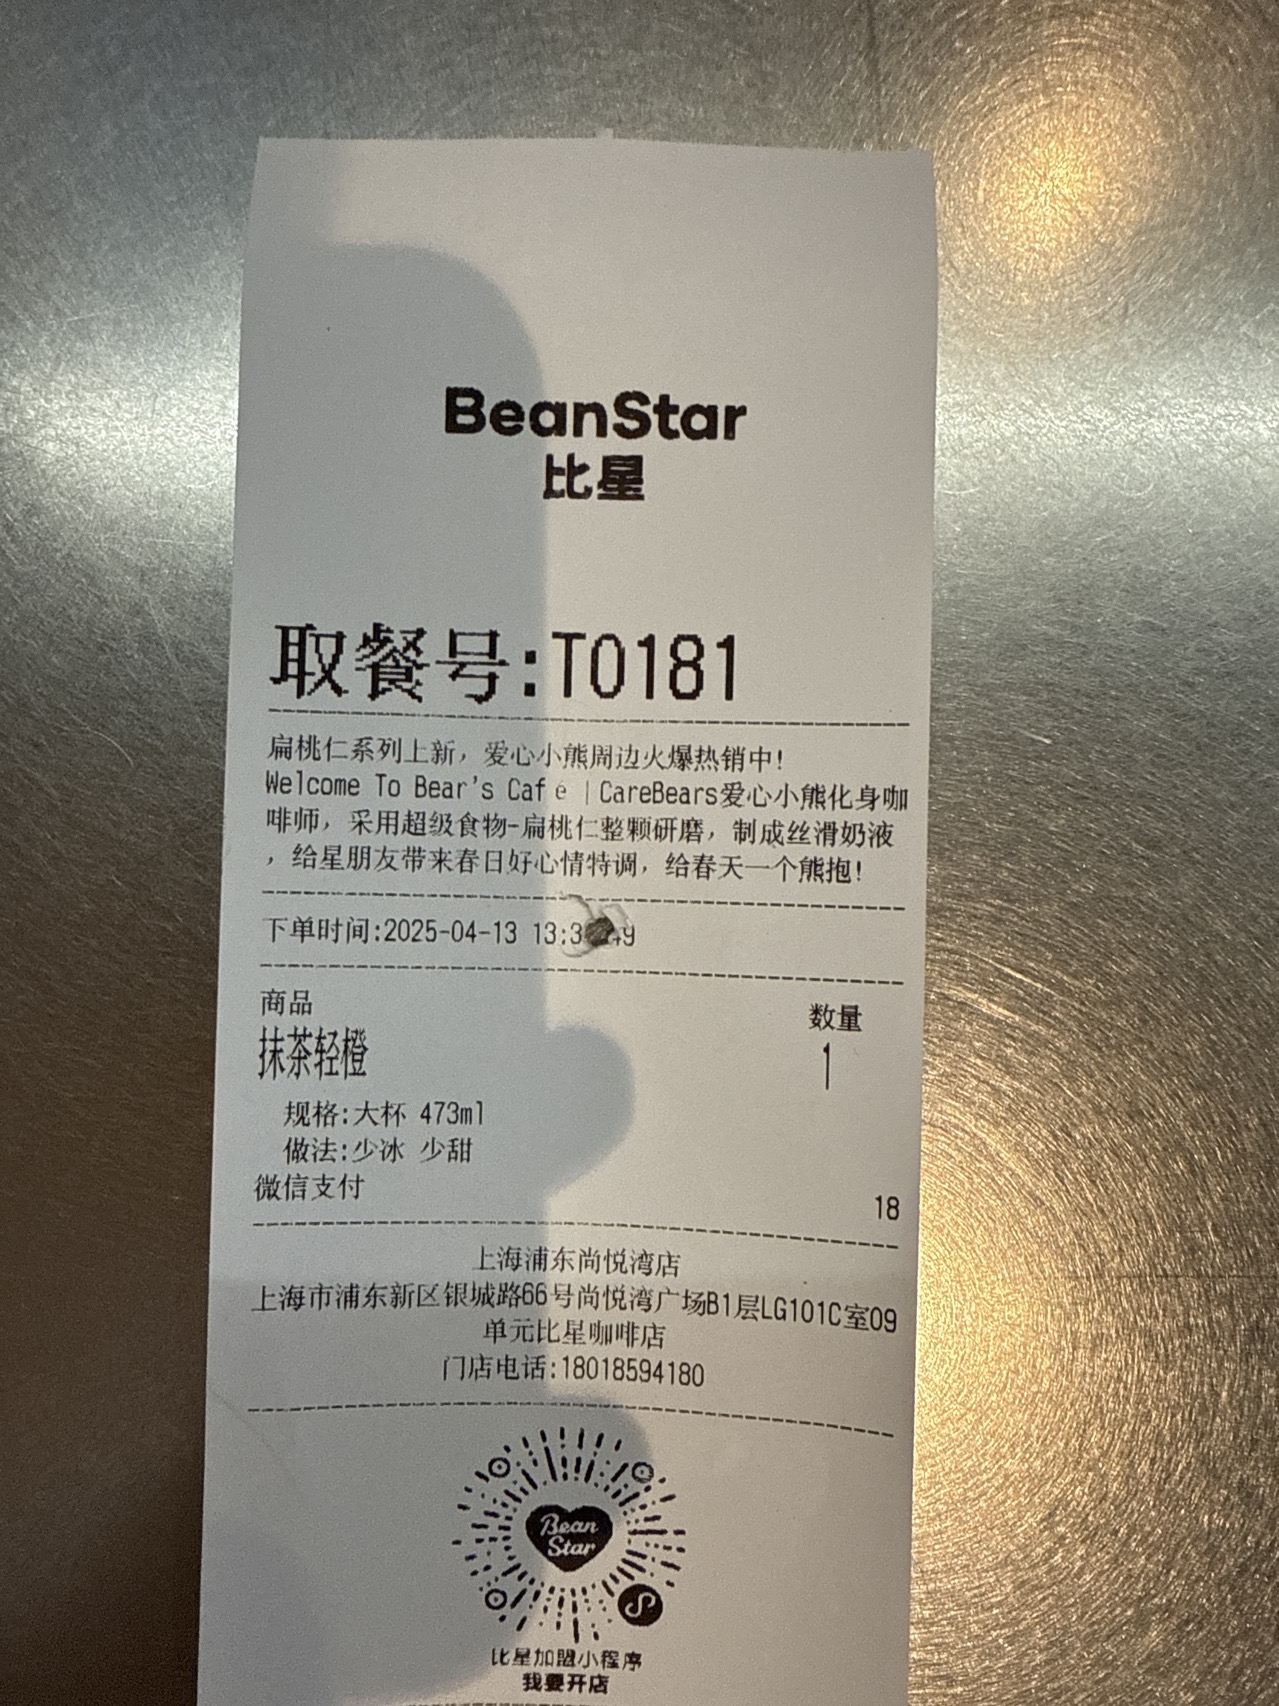 BeanStar
比星
取餐号:T0181
扁桃仁系列上新，爱心小熊周边火爆热销中!
Welcome To Bear's Café |CareBears爱心小熊化身咖
啡师，采用超级食物-扁桃仁整颗研磨，制成丝滑奶液
，给星朋友带来春日好心情特调，给春天一个熊抱!
下单时间:2025-04-13
商品 数量
抹茶轻橙 1
规格:大杯 473ml
做法:少冰 少甜
微信支付 18
上海浦东尚悦湾店
上海市浦东新区银城路66号尚悦湾广场B1层LG101C室09
单元比星咖啡店
门店电话:18018594180
Bean
Star
比星加盟小程序
我要开店